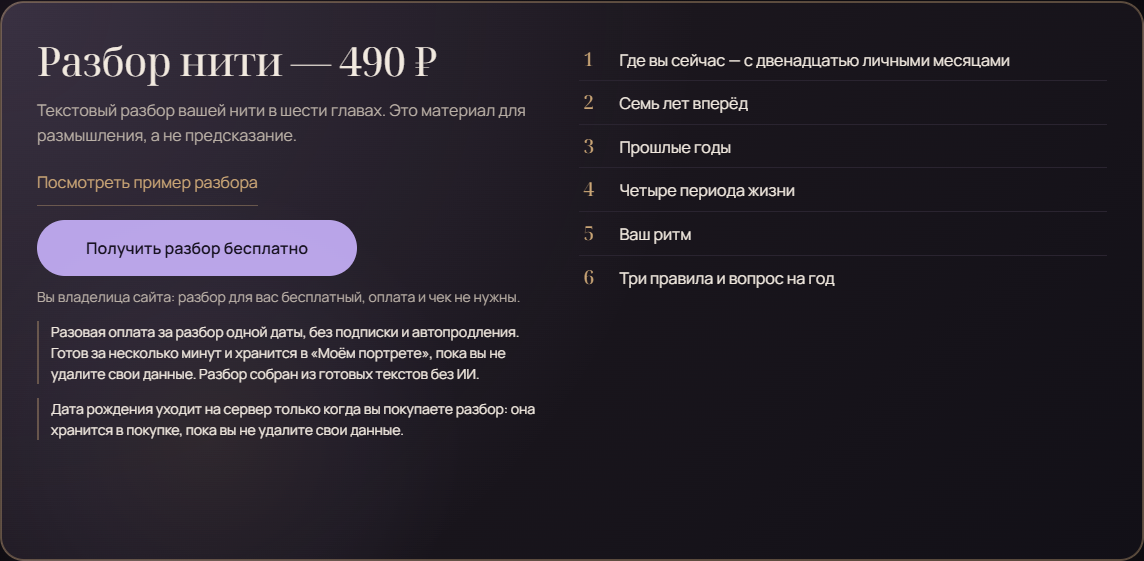 Разбор нити — 490 ₽
Текстовый разбор вашей нити в шести главах. Это материал для
размышления, а не предсказание.
Посмотреть пример разбора
Получить разбор бесплатно
Вы владелица сайта: разбор для вас бесплатный, оплата и чек не нужны.
Разовая оплата за разбор одной даты, без подписки и автопродления.
Готов за несколько минут и хранится в «Моём портрете», пока вы не
удалите свои данные. Разбор собран из готовых текстов без ИИ.
Дата рождения уходит на сервер только когда вы покупаете разбор: она
хранится в покупке, пока вы не удалите свои данные.
1 Где вы сейчас — с двенадцатью личными месяцами
2 Семь лет вперёд
3 Прошлые годы
4 Четыре периода жизни
5 Ваш ритм
6 Три правила и вопрос на год